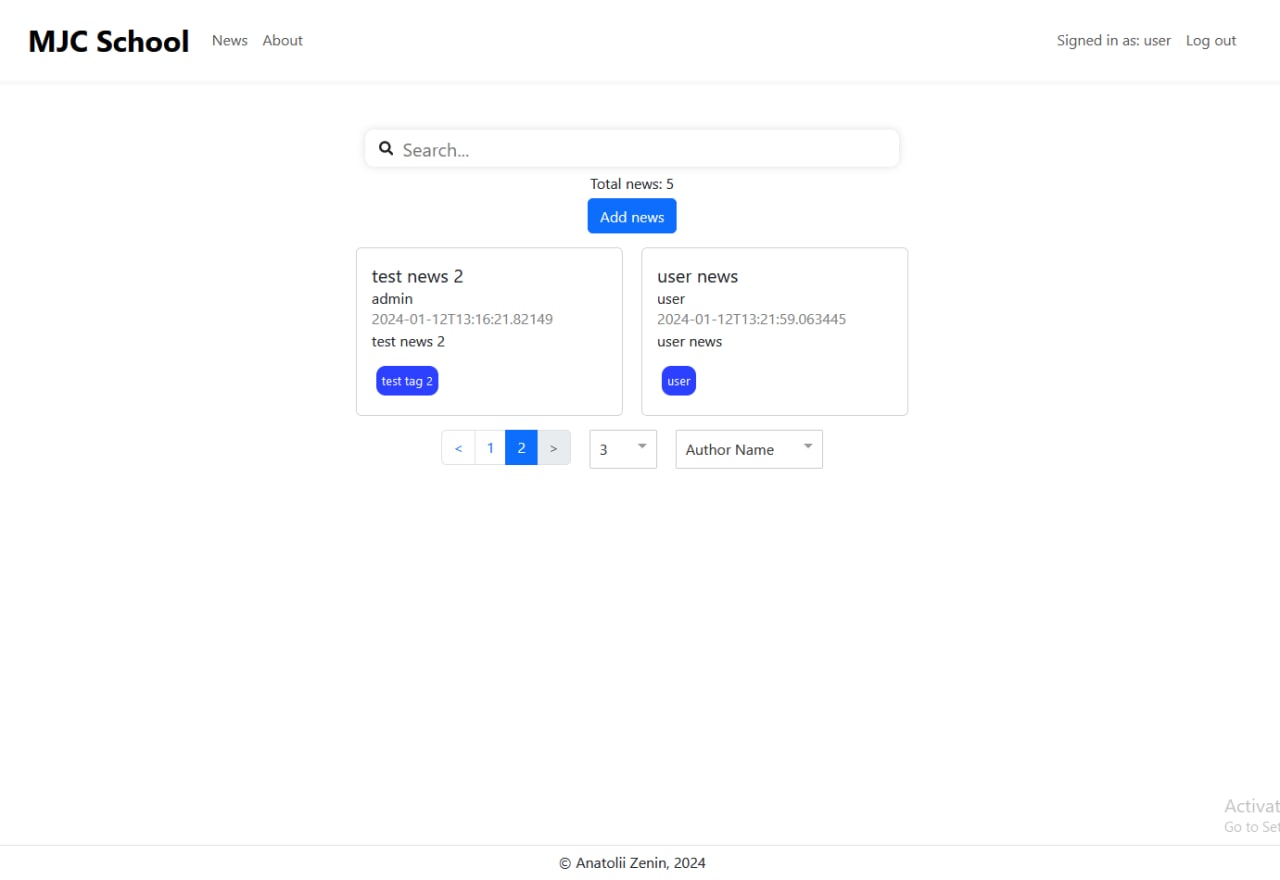 MJC School News About Signed in as: user Log out
Search...
Total news: 5
Add news
test news 2
admin
2024-01-12T13:16:21.82149
test news 2
test tag 2
user news
user
2024-01-12T13:21:59.063445
user news
user
< 1 2 > 3 Author Name
Activat
Go to Set
© Anatolii Zenin, 2024